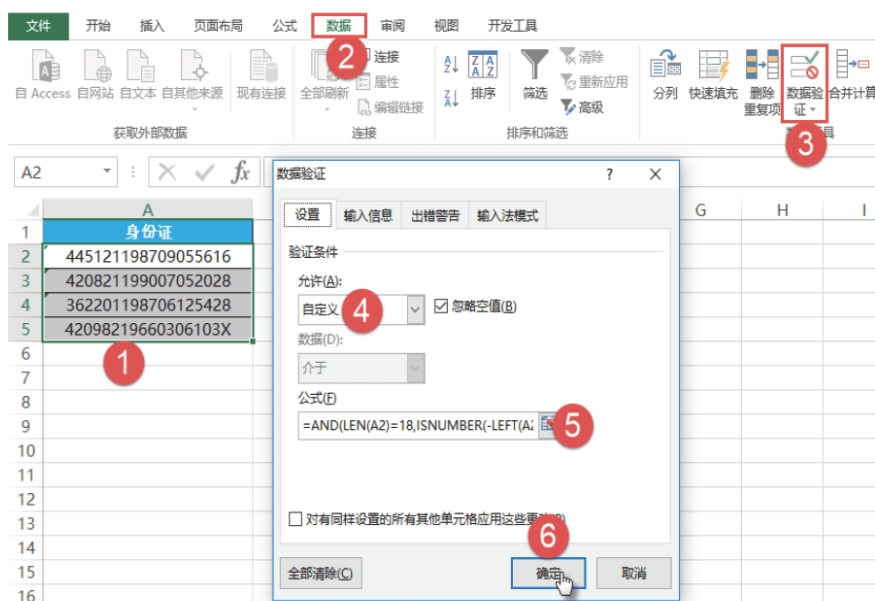 文件 开始 插入 页面布局 公式 数据 审阅 视图 开发工具
2
连接 清除
属性 重新应用
自 Access 自网站 自文本 自其他来源 现有连接 全部刷新 编辑链接 排序 筛选 高级 分列 快速填充 删除重复项 数据验证 合并计算
获取外部数据 连接 排序和筛选 具
3
A2 fx
数据验证 ? ×
设置 输入信息 出错警告 输入法模式
验证条件
允许(A):
自定义 4 忽略空值(B)
数据(D):
介于
公式(F)
=AND(LEN(A2)=18,ISNUMBER(-LEFT(A2 5
对有同样设置的所有其他单元格应用这些更
6
全部清除(C) 确定 取消
A G H I
1 身份证
2 445121198709055616
3 420821199007052028
4 362201198706125428
5 42098219660306103X
1
6
7
8
9
10
11
12
13
14
15
16